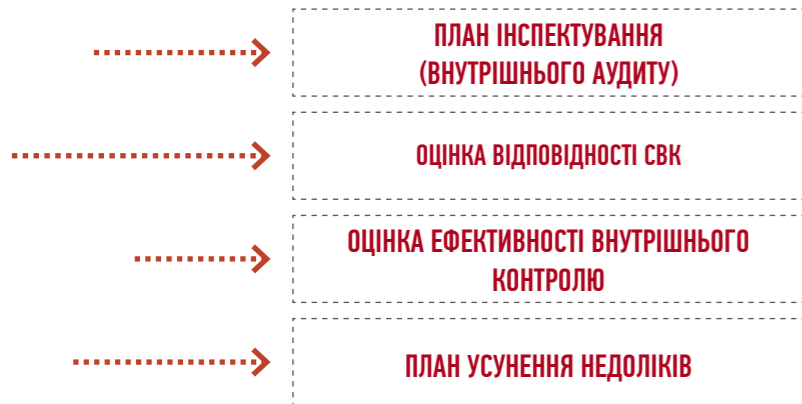 ПЛАН ІНСПЕКТУВАННЯ
(ВНУТРІШНЬОГО АУДИТУ)
ОЦІНКА ВІДПОВІДНОСТІ СВК
ОЦІНКА ЕФЕКТИВНОСТІ ВНУТРІШНЬОГО
КОНТРОЛЮ
ПЛАН УСУНЕННЯ НЕДОЛІКІВ